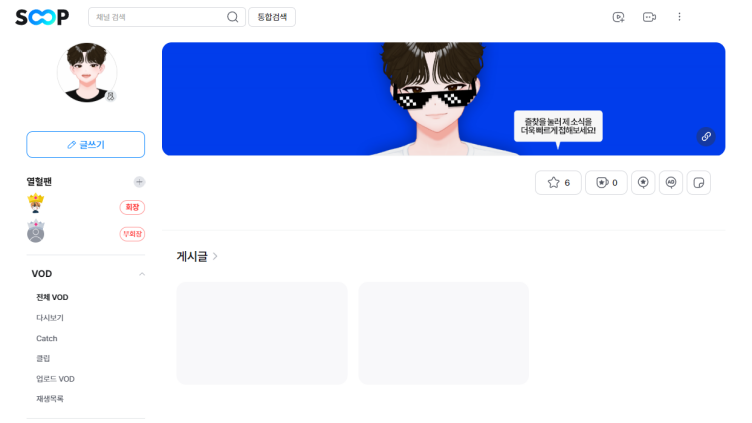 SOOP
채널 검색
통합검색
글쓰기
열혈팬
회장
부회장
VOD
전체 VOD
다시보기
Catch
클립
업로드 VOD
재생목록
즐찾을 눌러 제 소식을
더욱 빠르게 접해보세요!
6
0
AD
게시글